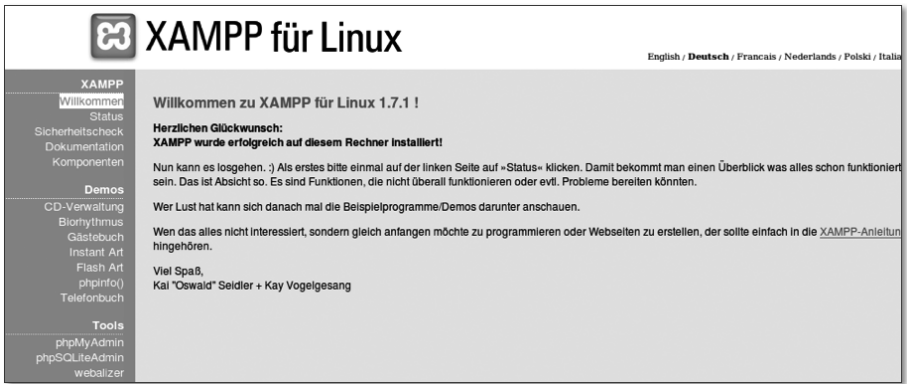 XAMPP für Linux
English / Deutsch / Francais / Nederlands / Polski / Italia
XAMPP
Willkommen
Status
Sicherheitscheck
Dokumentation
Komponenten
Demos
CD-Verwaltung
Biorhythmus
Gästebuch
Instant Art
Flash Art
phpinfo()
Telefonbuch
Tools
phpMyAdmin
phpSQLiteAdmin
webalizer
Willkommen zu XAMPP für Linux 1.7.1 !
Herzlichen Glückwunsch:
XAMPP wurde erfolgreich auf diesem Rechner installiert!
Nun kann es losgehen. :) Als erstes bitte einmal auf der linken Seite auf »Status« klicken. Damit bekommt man einen Überblick was alles schon funktioniert
sein. Das ist Absicht so. Es sind Funktionen, die nicht überall funktionieren oder evtl. Probleme bereiten könnten.
Wer Lust hat kann sich danach mal die Beispielprogramme/Demos darunter anschauen.
Wen das alles nicht interessiert, sondern gleich anfangen möchte zu programmieren oder Webseiten zu erstellen, der sollte einfach in die XAMPP-Anleitun
hingehören.
Viel Spaß,
Kai "Oswald" Seidler + Kay Vogelgesang